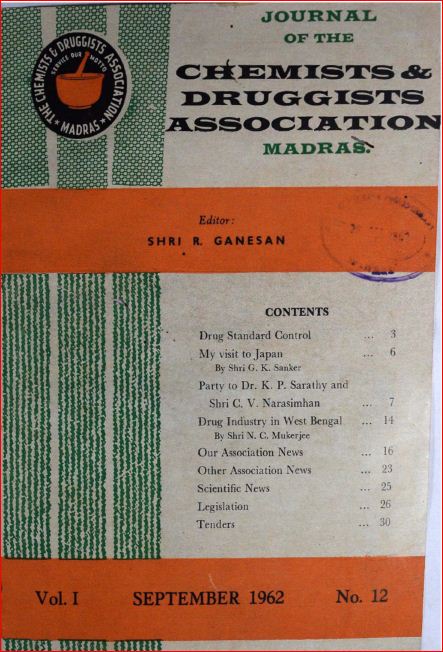 JOURNAL
OF THE
CHEMISTS &
DRUGGISTS
ASSOCIATION
MADRAS.
THE CHEMISTS & DRUGGISTS ASSOCIATION
SERVICE OUR MOTTO
★ MADRAS ★
Editor:
SHRI R. GANESAN
CONTENTS
Drug Standard Control ... 3
My visit to Japan ... 6
By Shri G. K. Sanker
Party to Dr. K. P. Sarathy and
Shri C. V. Narasimhan ... 7
Drug Industry in West Bengal ... 14
By Shri N. C. Mukerjee
Our Association News ... 16
Other Association News ... 23
Scientific News ... 25
Legislation ... 26
Tenders ... 30
Vol. I SEPTEMBER 1962 No. 12